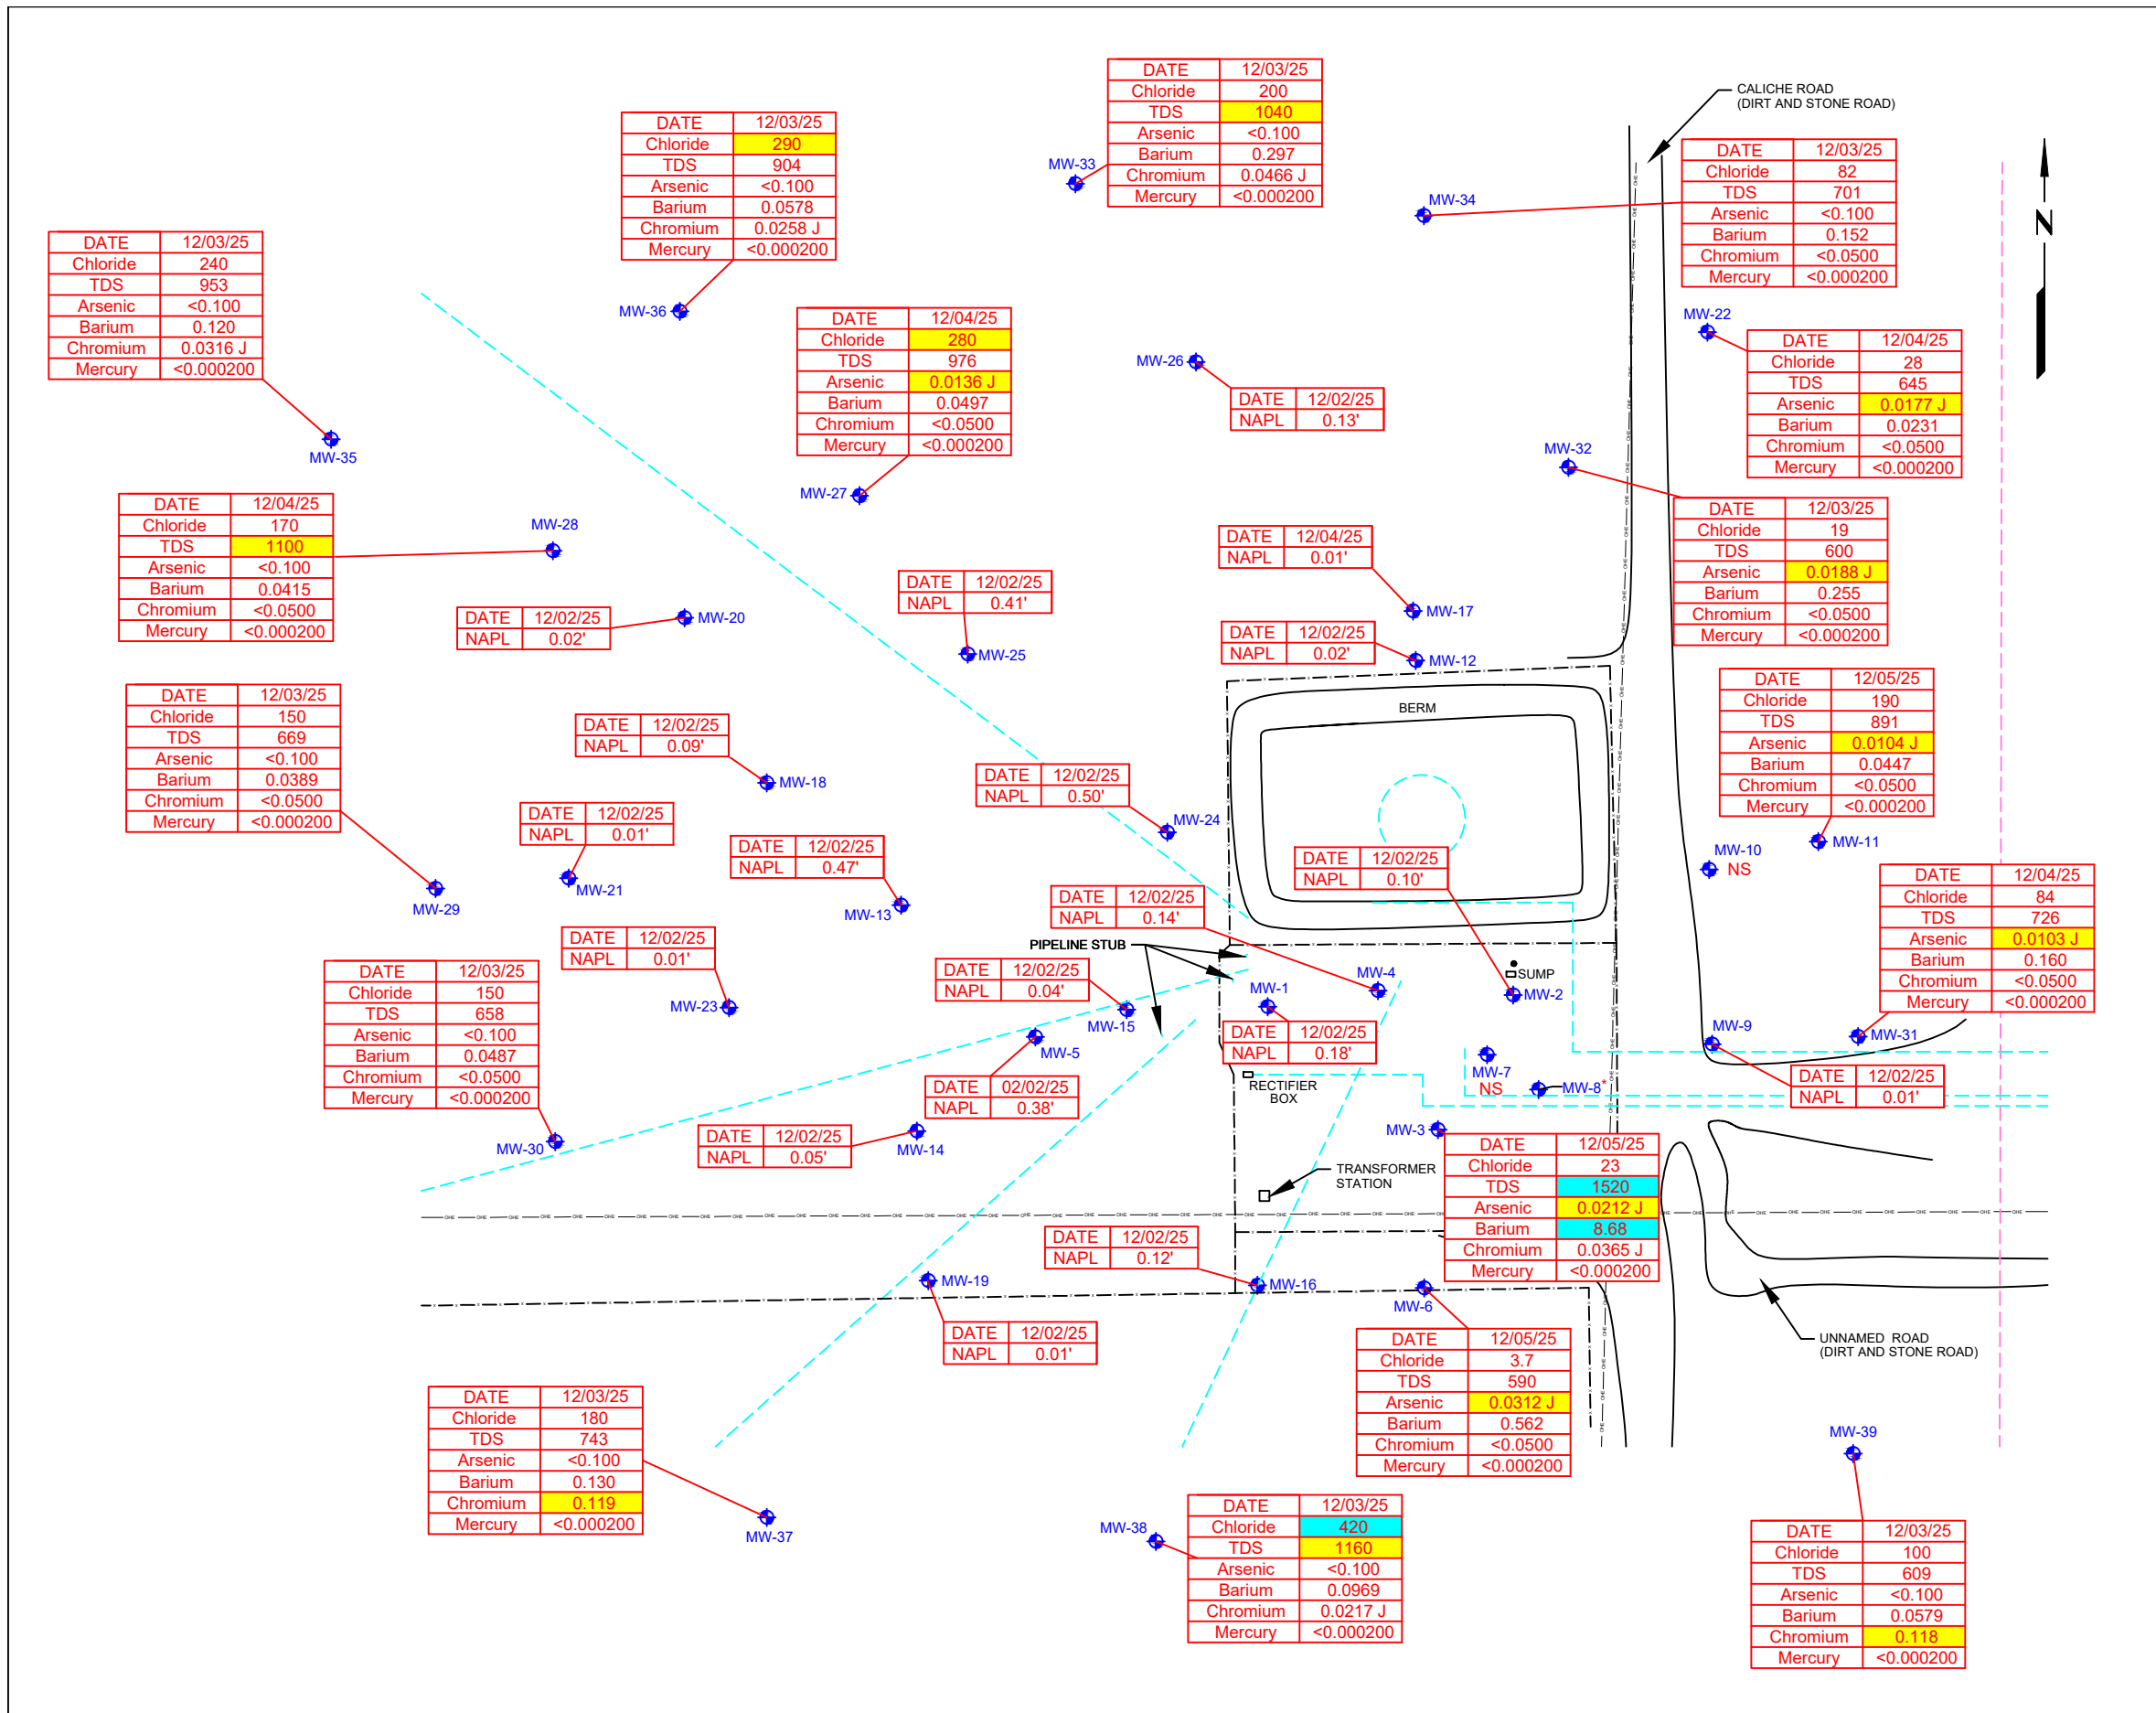 DATE 12/03/25
Chloride 200
TDS 1040
Arsenic <0.100
Barium 0.297
Chromium 0.0466 J
Mercury <0.000200
MW-33
CALICHE ROAD
(DIRT AND STONE ROAD)
DATE 12/03/25
Chloride 290
TDS 904
Arsenic <0.100
Barium 0.0578
Chromium 0.0258 J
Mercury <0.000200
MW-36
DATE 12/03/25
Chloride 82
TDS 701
Arsenic <0.100
Barium 0.152
Chromium <0.0500
Mercury <0.000200
MW-34
N
DATE 12/03/25
Chloride 240
TDS 953
Arsenic <0.100
Barium 0.120
Chromium 0.0316 J
Mercury <0.000200
MW-35
DATE 12/04/25
Chloride 280
TDS 976
Arsenic 0.0136 J
Barium 0.0497
Chromium <0.0500
Mercury <0.000200
MW-27
MW-26
DATE 12/02/25
NAPL 0.13'
MW-22
DATE 12/04/25
Chloride 28
TDS 645
Arsenic 0.0177 J
Barium 0.0231
Chromium <0.0500
Mercury <0.000200
MW-32
DATE 12/03/25
Chloride 19
TDS 600
Arsenic 0.0188 J
Barium 0.255
Chromium <0.0500
Mercury <0.000200
DATE 12/04/25
Chloride 170
TDS 1100
Arsenic <0.100
Barium 0.0415
Chromium <0.0500
Mercury <0.000200
MW-28
DATE 12/02/25
NAPL 0.02'
MW-20
DATE 12/02/25
NAPL 0.41'
MW-25
DATE 12/04/25
NAPL 0.01'
MW-17
DATE 12/02/25
NAPL 0.02'
MW-12
BERM
DATE 12/03/25
Chloride 150
TDS 669
Arsenic <0.100
Barium 0.0389
Chromium <0.0500
Mercury <0.000200
MW-29
DATE 12/02/25
NAPL 0.09'
MW-18
DATE 12/02/25
NAPL 0.01'
MW-21
DATE 12/02/25
NAPL 0.47'
MW-13
DATE 12/02/25
NAPL 0.50'
MW-24
DATE 12/05/25
Chloride 190
TDS 891
Arsenic 0.0104 J
Barium 0.0447
Chromium <0.0500
Mercury <0.000200
MW-11
MW-10
NS
DATE 12/02/25
NAPL 0.10'
MW-2
SUMP
DATE 12/02/25
NAPL 0.14'
MW-4
PIPELINE STUB
DATE 12/04/25
Chloride 84
TDS 726
Arsenic 0.0103 J
Barium 0.160
Chromium <0.0500
Mercury <0.000200
MW-31
DATE 12/02/25
NAPL 0.01'
MW-23
DATE 12/03/25
Chloride 150
TDS 658
Arsenic <0.100
Barium 0.0487
Chromium <0.0500
Mercury <0.000200
MW-30
DATE 12/02/25
NAPL 0.04'
MW-15
MW-1
DATE 12/02/25
NAPL 0.18'
MW-5
DATE 02/02/25
NAPL 0.38'
MW-7
NS
MW-8*
MW-9
DATE 12/02/25
NAPL 0.01'
RECTIFIER
BOX
DATE 12/02/25
NAPL 0.05'
MW-14
MW-3
DATE 12/05/25
Chloride 23
TDS 1520
Arsenic 0.0212 J
Barium 8.68
Chromium 0.0365 J
Mercury <0.000200
TRANSFORMER
STATION
DATE 12/02/25
NAPL 0.12'
MW-16
MW-19
DATE 12/02/25
NAPL 0.01'
MW-6
DATE 12/05/25
Chloride 3.7
TDS 590
Arsenic 0.0312 J
Barium 0.562
Chromium <0.0500
Mercury <0.000200
UNNAMED ROAD
(DIRT AND STONE ROAD)
DATE 12/03/25
Chloride 180
TDS 743
Arsenic <0.100
Barium 0.130
Chromium 0.119
Mercury <0.000200
MW-37
MW-38
DATE 12/03/25
Chloride 420
TDS 1160
Arsenic <0.100
Barium 0.0969
Chromium 0.0217 J
Mercury <0.000200
MW-39
DATE 12/03/25
Chloride 100
TDS 609
Arsenic <0.100
Barium 0.0579
Chromium 0.118
Mercury <0.000200